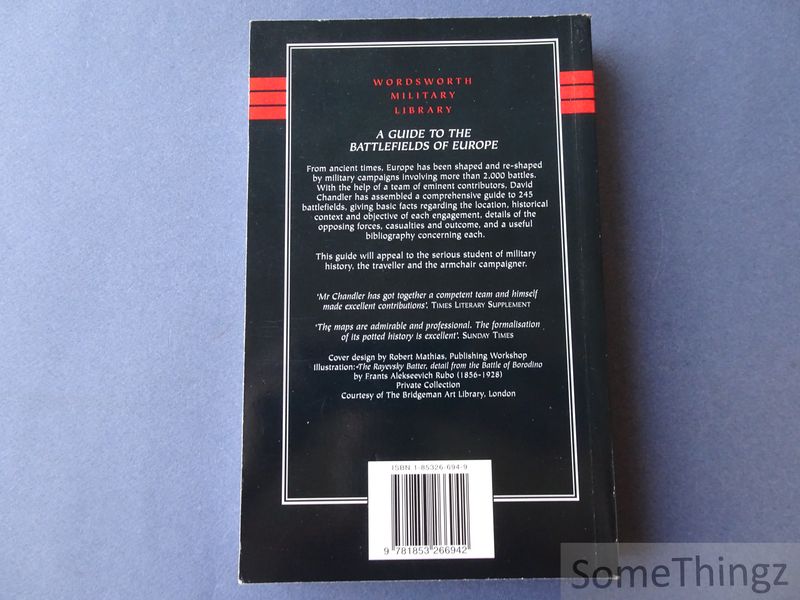 WORDSWORTH
MILITARY
LIBRARY
A GUIDE TO THE
BATTLEFIELDS OF EUROPE
From ancient times, Europe has been shaped and re-shaped
by military campaigns involving more than 2,000 battles.
With the help of a team of eminent contributors, David
Chandler has assembled a comprehensive guide to 245
battlefields, giving basic facts regarding the location, historical
context and objective of each engagement, details of the
opposing forces, casualties and outcome, and a useful
bibliography concerning each.
This guide will appeal to the serious student of military
history, the traveller and the armchair campaigner.
'Mr Chandler has got together a competent team and himself
made excellent contributions'. TIMES LITERARY SUPPLEMENT
'The maps are admirable and professional. The formalisation
of its potted history is excellent'. SUNDAY TIMES
Cover design by Robert Mathias, Publishing Workshop
Illustration: The Rayevsky Batter, detail from the Battle of Borodino
by Frants Alekseevich Rubo (1856-1928)
Private Collection
Courtesy of The Bridgeman Art Library, London
ISBN 1-85326-694-9
9 781853 266942
SomeThingz